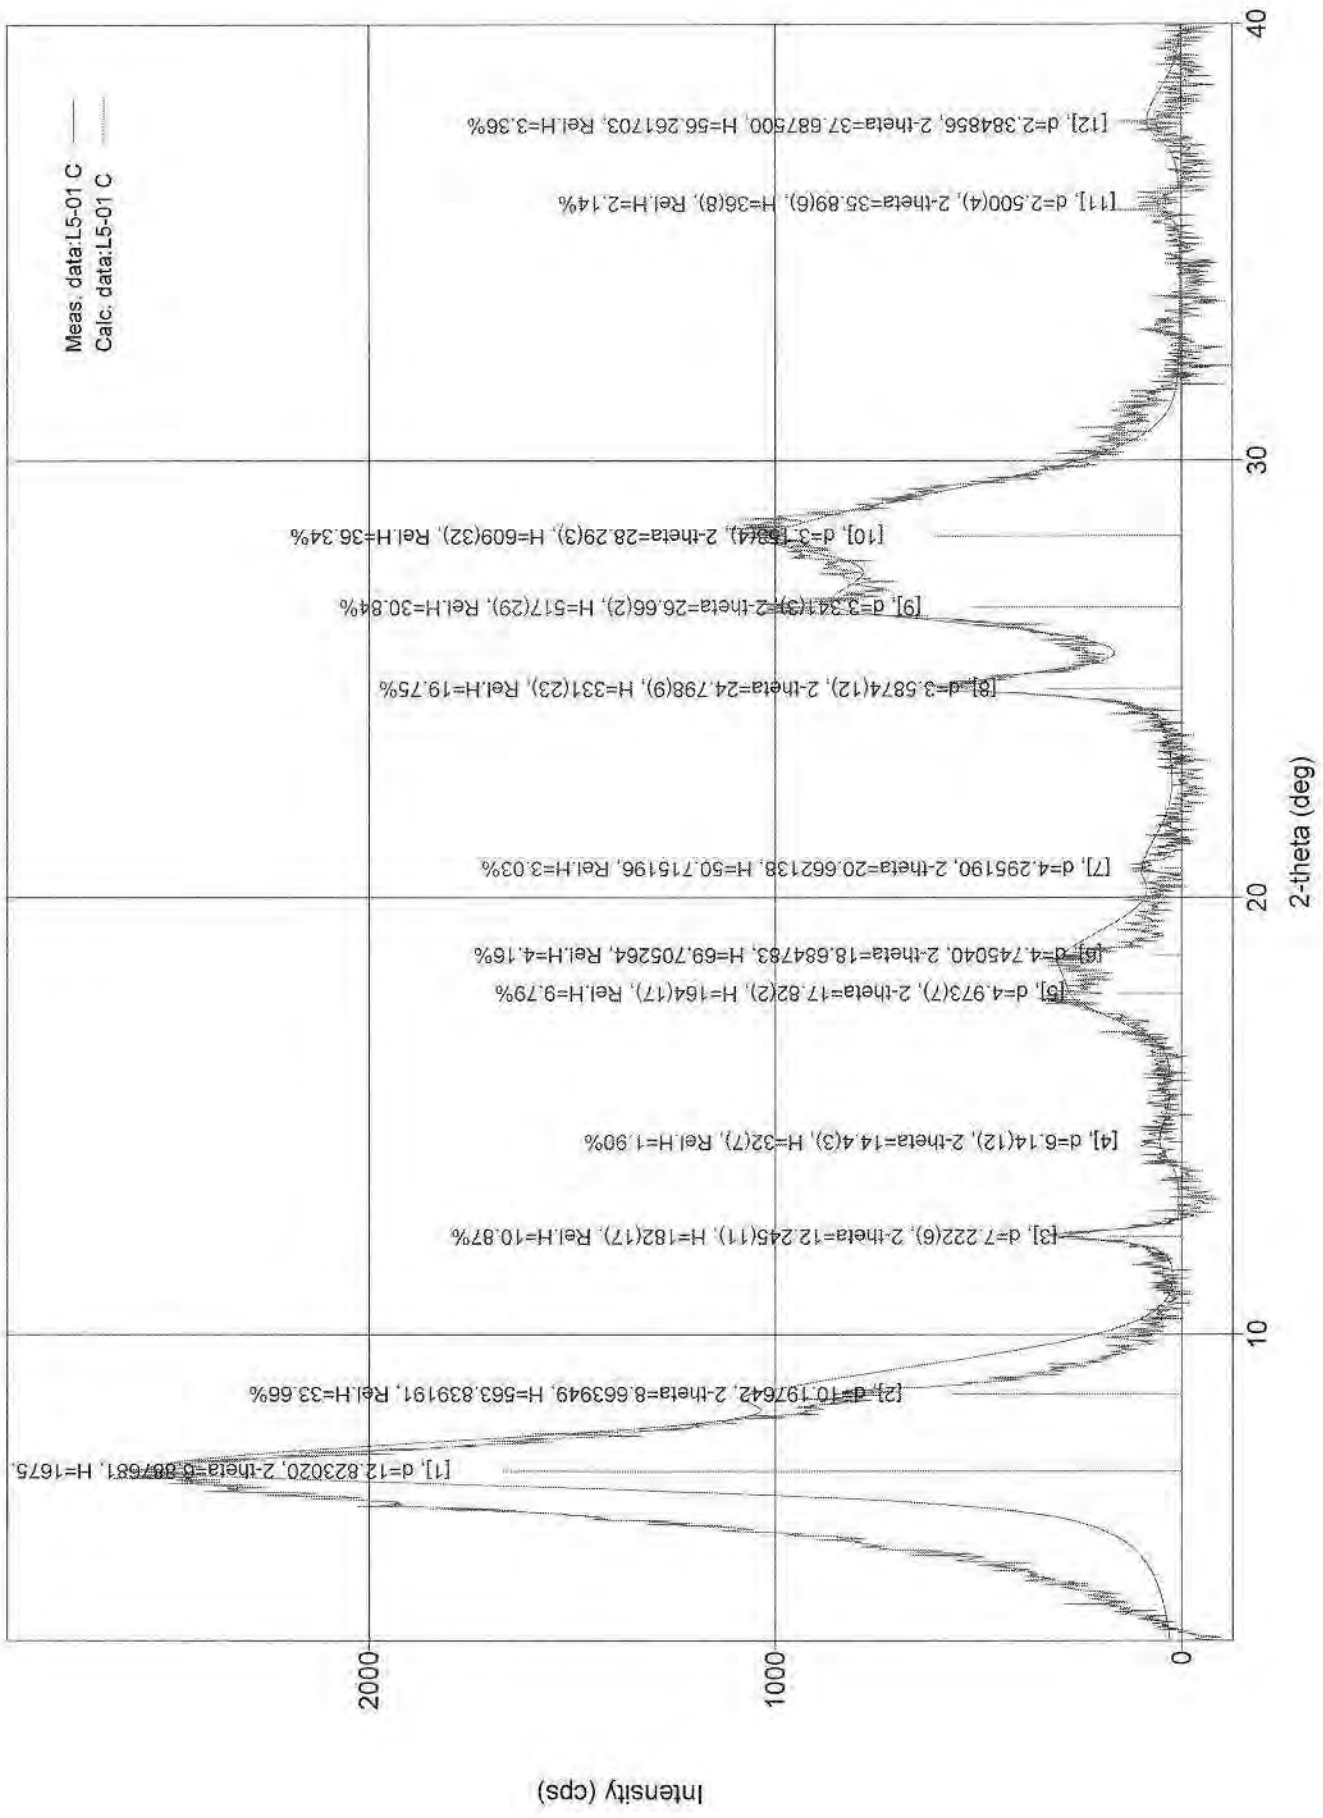 Meas. data:L5-01 C
Calc. data:L5-01 C
Intensity (cps)
2000
1000
0
[1], d=12.823020, 2-theta=6.887681, H=1675.
[2], d=10.197642, 2-theta=8.663949, H=563.839191, Rel.H=33.66%
[3], d=7.222(6), 2-theta=12.245(11), H=182(17), Rel.H=10.87%
[4], d=6.14(12), 2-theta=14.4(3), H=32(7), Rel.H=1.90%
[5], d=4.973(7), 2-theta=17.82(2), H=164(17), Rel.H=9.79%
[6], d=4.745040, 2-theta=18.684783, H=69.705264, Rel.H=4.16%
[7], d=4.295190, 2-theta=20.662138, H=50.715196, Rel.H=3.03%
[8], d=3.5874(12), 2-theta=24.798(9), H=331(23), Rel.H=19.75%
[9], d=3.341(3), 2-theta=26.66(2), H=517(29), Rel.H=30.84%
[10], d=3.153(4), 2-theta=28.29(3), H=609(32), Rel.H=36.34%
[11], d=2.500(4), 2-theta=35.89(6), H=36(8), Rel.H=2.14%
[12], d=2.384856, 2-theta=37.687500, H=56.261703, Rel.H=3.36%
10
20
30
40
2-theta (deg)